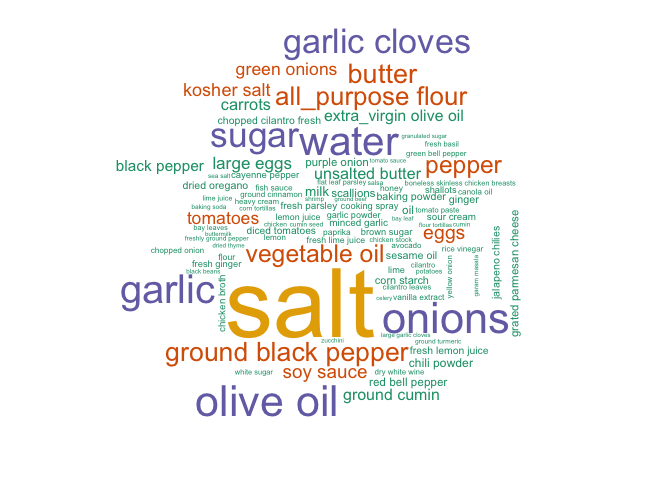 garlic cloves
green onions
butter
kosher salt
all_purpose flour
carrots
extra_virgin olive oil
chopped cilantro fresh
sugar
water
granulated sugar
fresh basil
green bell pepper
black pepper
large eggs
purple onion
tomato sauce
pepper
sea salt
cayenne pepper
unsalted butter
flat leaf parsley
salsa
boneless skinless chicken breasts
dried oregano
fish sauce
ground cinnamon
milk
scallions
honey
baking powder
shallots
canola oil
lime juice
heavy cream
shrimp
ground beef
ginger
baking soda
corn tortillas
fresh parsley
cooking spray
oil
tomato paste
tomatoes
lemon juice
garlic powder
bay leaf
sour cream
chicken cumin seed
minced garlic
flour tortillas
cumin
bay leaves
buttermilk
diced tomatoes
paprika
brown sugar
eggs
freshly ground pepper
lemon
fresh lime juice
chicken stock
dried thyme
avocado
rice vinegar
chopped onion
flour
vegetable oil
sesame oil
fresh ginger
cilantro
black beans
lime
potatoes
corn starch
cilantro leaves
yellow onion
garam masala
jalapeno chilies
grated parmesan cheese
garlic
chicken broth
salt
celery
vanilla extract
onions
large garlic cloves
zucchini
ground turmeric
ground black pepper
fresh lemon juice
chili powder
white sugar
soy sauce
dry white wine
red bell pepper
olive oil
ground cumin